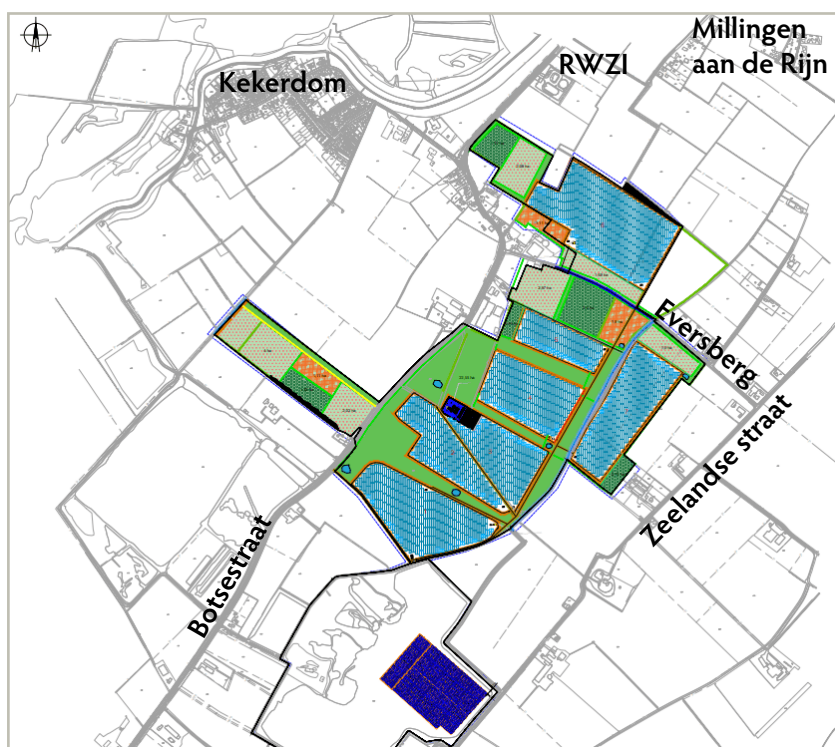 Millingen
aan de Rijn
RWZI
Kekerdom
Eversberg
Zeelandse straat
Botsestraat